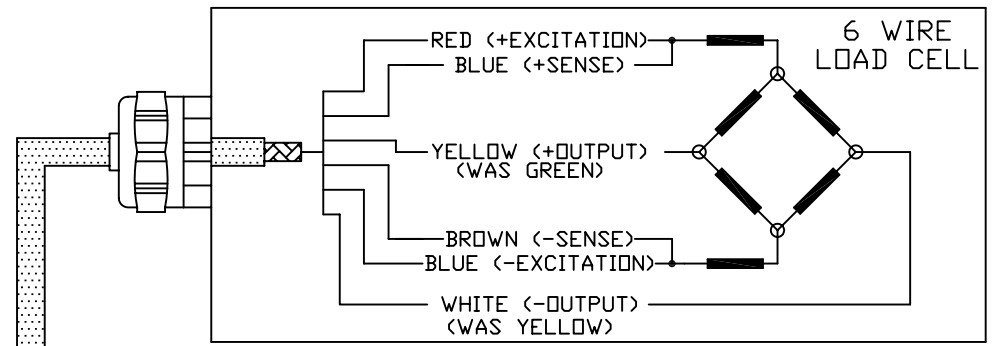 6 WIRE
LOAD CELL
RED (+EXCITATION)
BLUE (+SENSE)
YELLOW (+OUTPUT)
(WAS GREEN)
BROWN (-SENSE)
BLUE (-EXCITATION)
WHITE (-OUTPUT)
(WAS YELLOW)